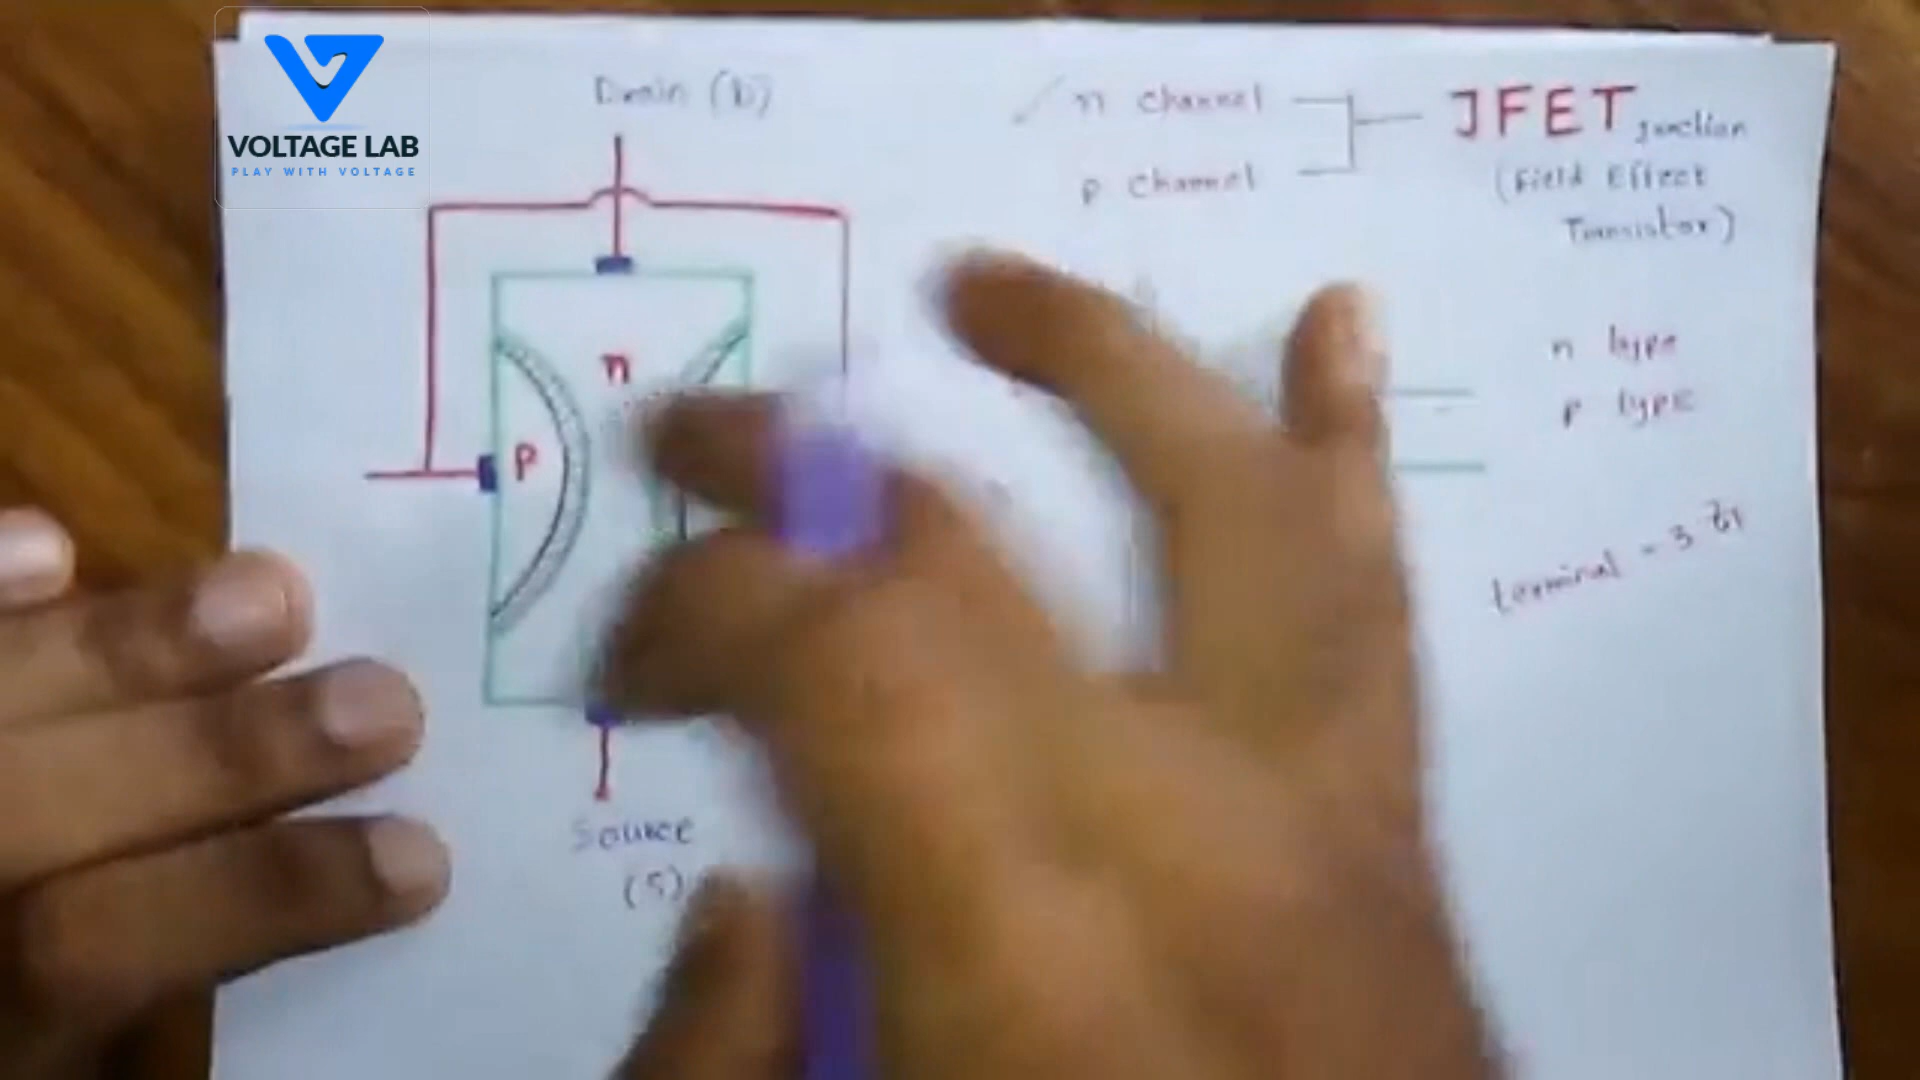 VOLTAGE LAB
PLAY WITH VOLTAGE
Drain (D)
n channel
p channel
JFET junction
(Field Effect
Transistor)
n
p
n type
p type
terminal - 3 টা
Source
(S)